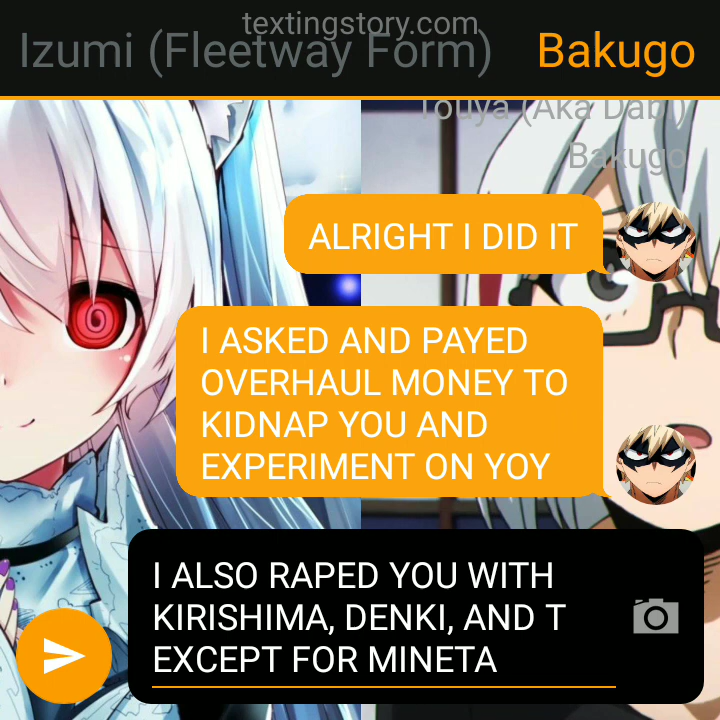 textingstory.com
Izumi (Fleetway Form)
Bakugo
Touya (Aka Dabi)
Bakugo
ALRIGHT I DID IT
I ASKED AND PAYED
OVERHAUL MONEY TO
KIDNAP YOU AND
EXPERIMENT ON YOY
I ALSO RAPED YOU WITH
KIRISHIMA, DENKI, AND T
EXCEPT FOR MINETA